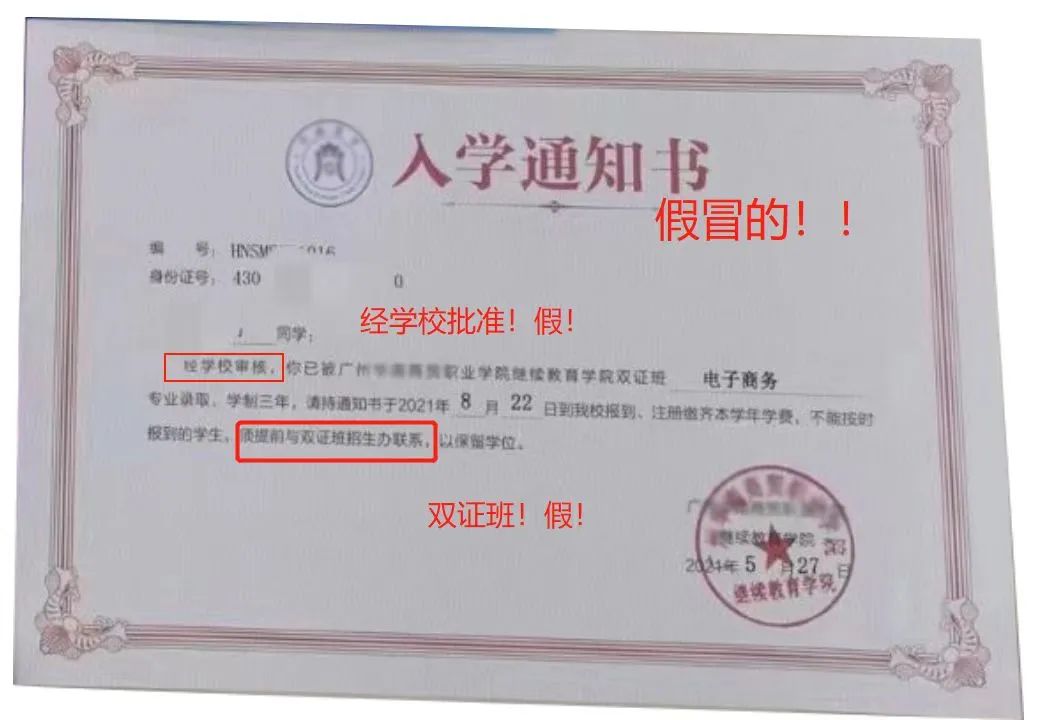 入学通知书
假冒的！！
编 号：HNSM
身份证号：430 0
同学：
经学校批准！假！
经学校审核，你已被广州 职业学院继续教育学院双证班 电子商务
专业录取、学制三年，请持通知书于2021年 8 月 22 日到我校报到、注册缴齐本学年学费，不能按时
报到的学生，须提前与双证班招生办联系，以保留学位。
双证班！假！
广
继续教育学院
2021年 5 月 27 日
继续教育学院